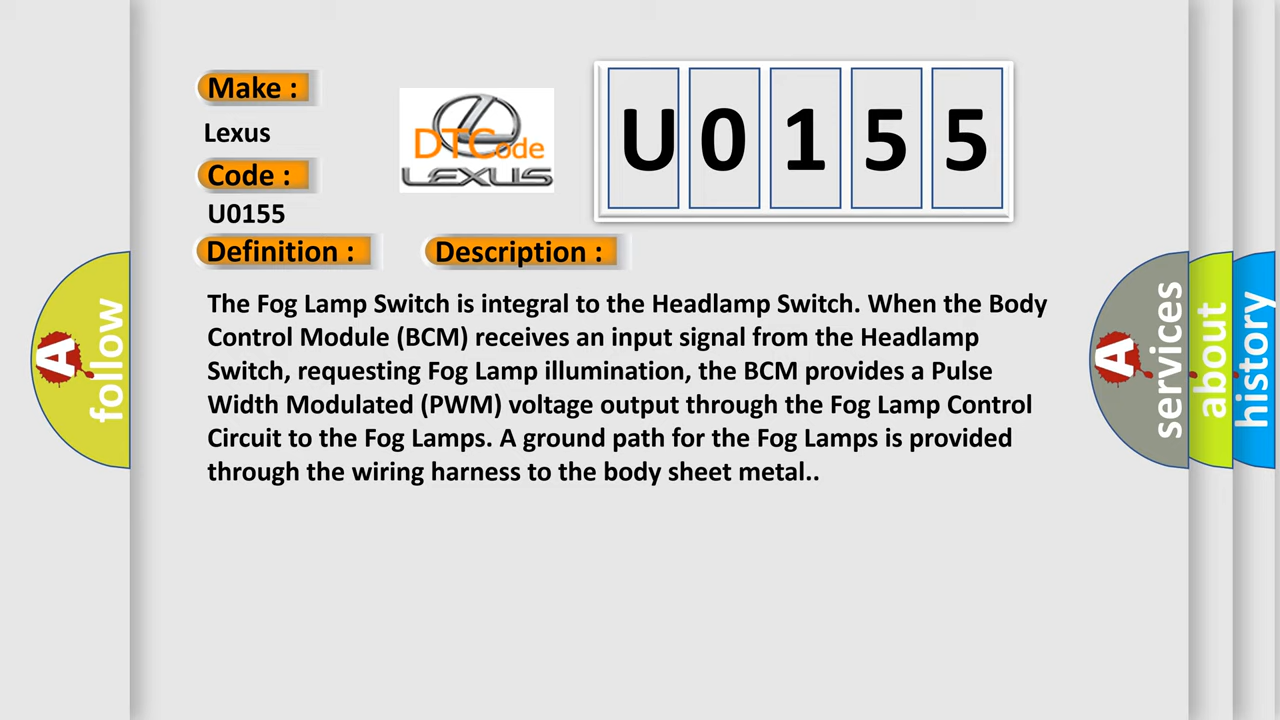 Make :
Lexus
Code :
U0155
DTCode
LEXUS
U0155
Definition :
Description :
The Fog Lamp Switch is integral to the Headlamp Switch. When the Body
Control Module (BCM) receives an input signal from the Headlamp
Switch, requesting Fog Lamp illumination, the BCM provides a Pulse
Width Modulated (PWM) voltage output through the Fog Lamp Control
Circuit to the Fog Lamps. A ground path for the Fog Lamps is provided
through the wiring harness to the body sheet metal..
A follow
A services
about
history